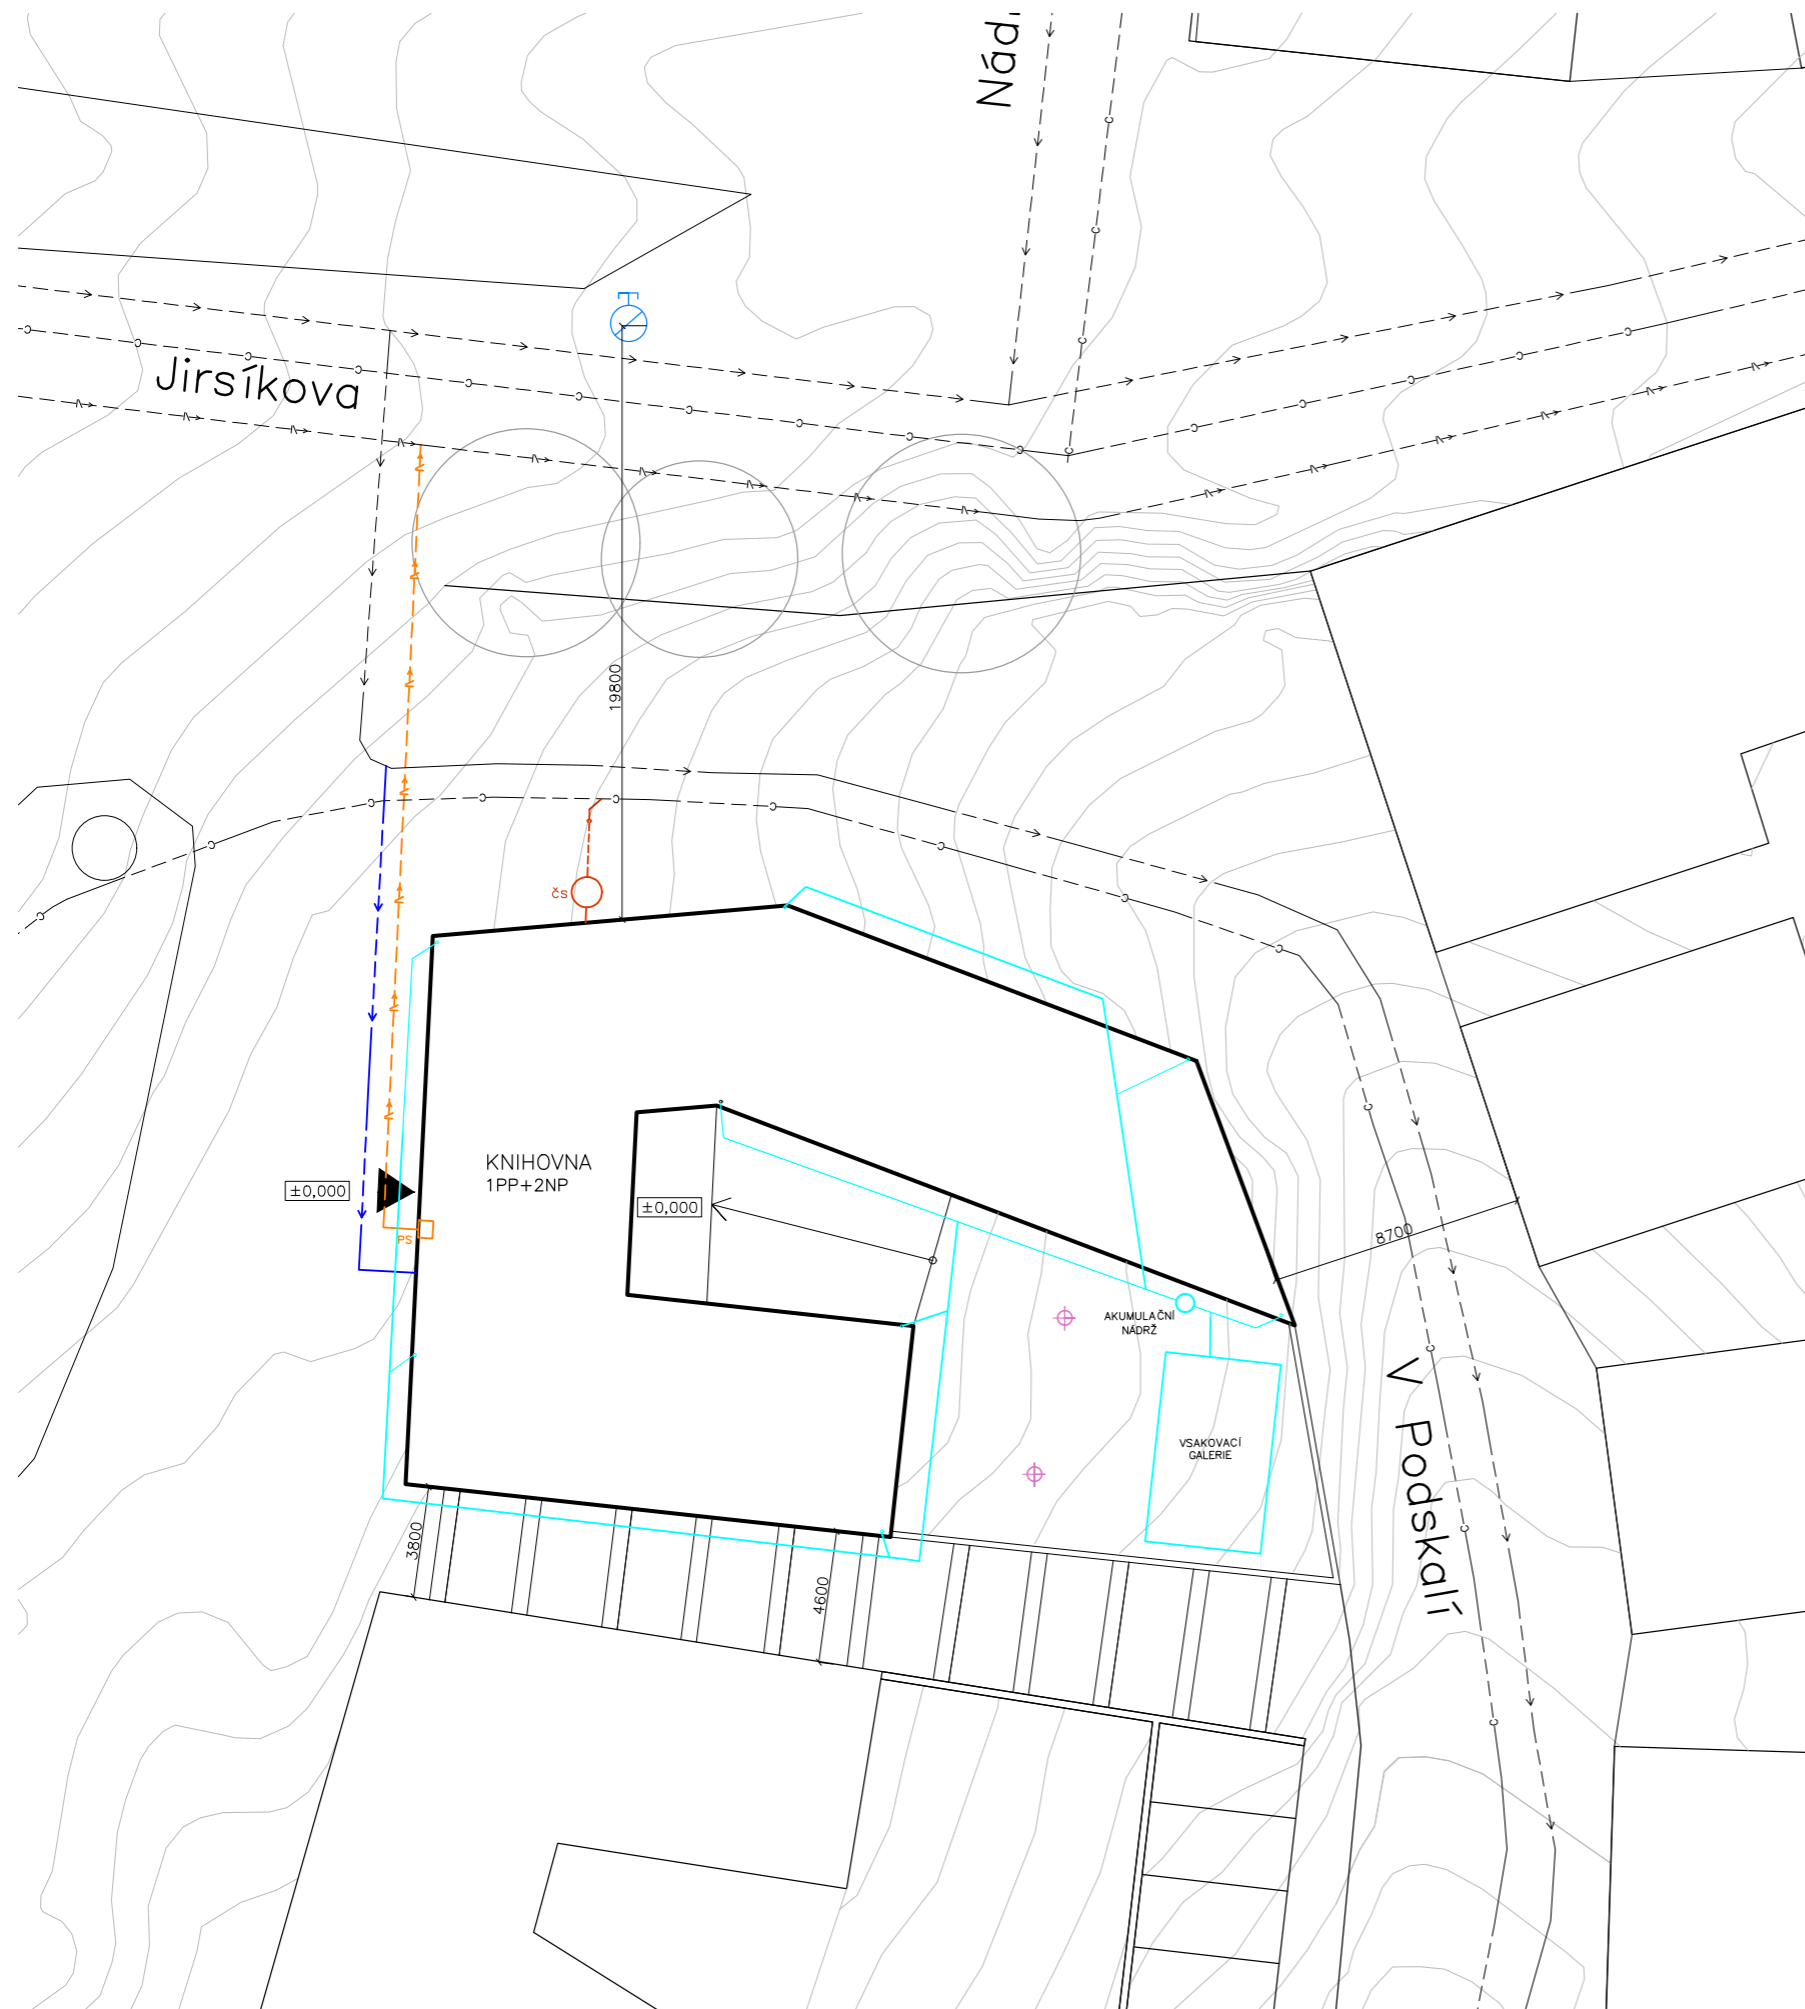 Nád
Jirsíkova
19800
ČS
KNIHOVNA
1PP+2NP
±0,000
±0,000
PS
8700
AKUMULAČNÍ
NÁDRŽ
VSAKOVACÍ
GALERIE
V Podskalí
3800
4600